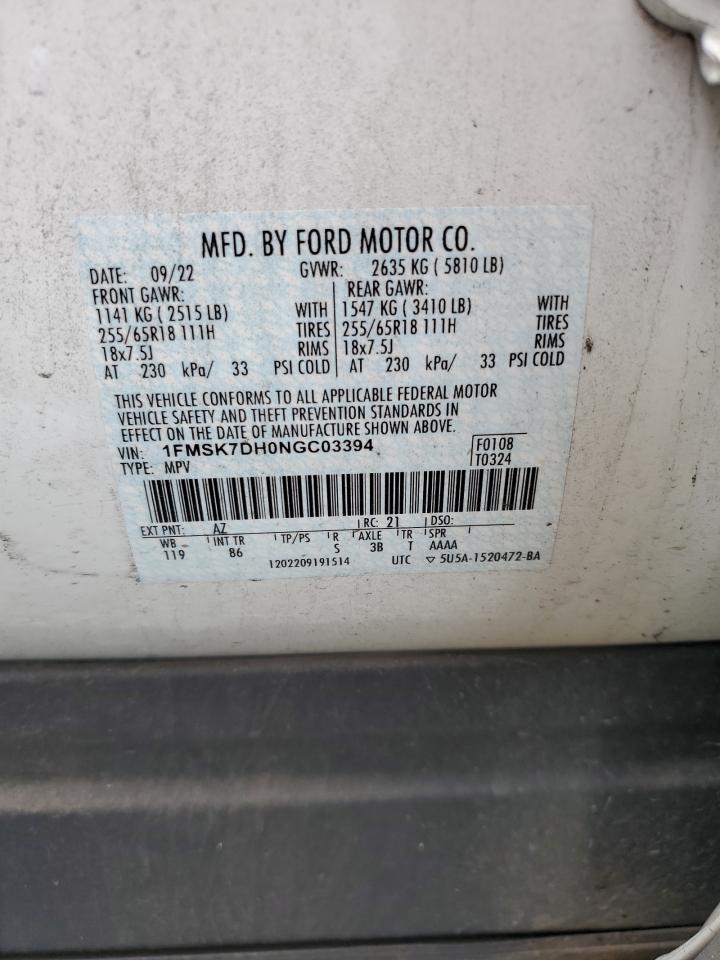 MFD. BY FORD MOTOR CO.
DATE: 09/22 GVWR: 2635 KG ( 5810 LB)
FRONT GAWR: REAR GAWR:
1141 KG ( 2515 LB) WITH 1547 KG ( 3410 LB) WITH
255/65R18 111H TIRES 255/65R18 111H TIRES
18x7.5J RIMS 18x7.5J RIMS
AT 230 kPa/ 33 PSI COLD AT 230 kPa/ 33 PSI COLD
THIS VEHICLE CONFORMS TO ALL APPLICABLE FEDERAL MOTOR
VEHICLE SAFETY AND THEFT PREVENTION STANDARDS IN
EFFECT ON THE DATE OF MANUFACTURE SHOWN ABOVE.
VIN: 1FMSK7DH0NGC03394 F0108
TYPE: MPV T0324
EXT PNT: AZ RC: 21 DSO:
WB INT TR TP/PS R AXLE TR SPR
119 86 S 3B T AAAA
1202209191514 UTC ▽ 5U5A-1520472-BA